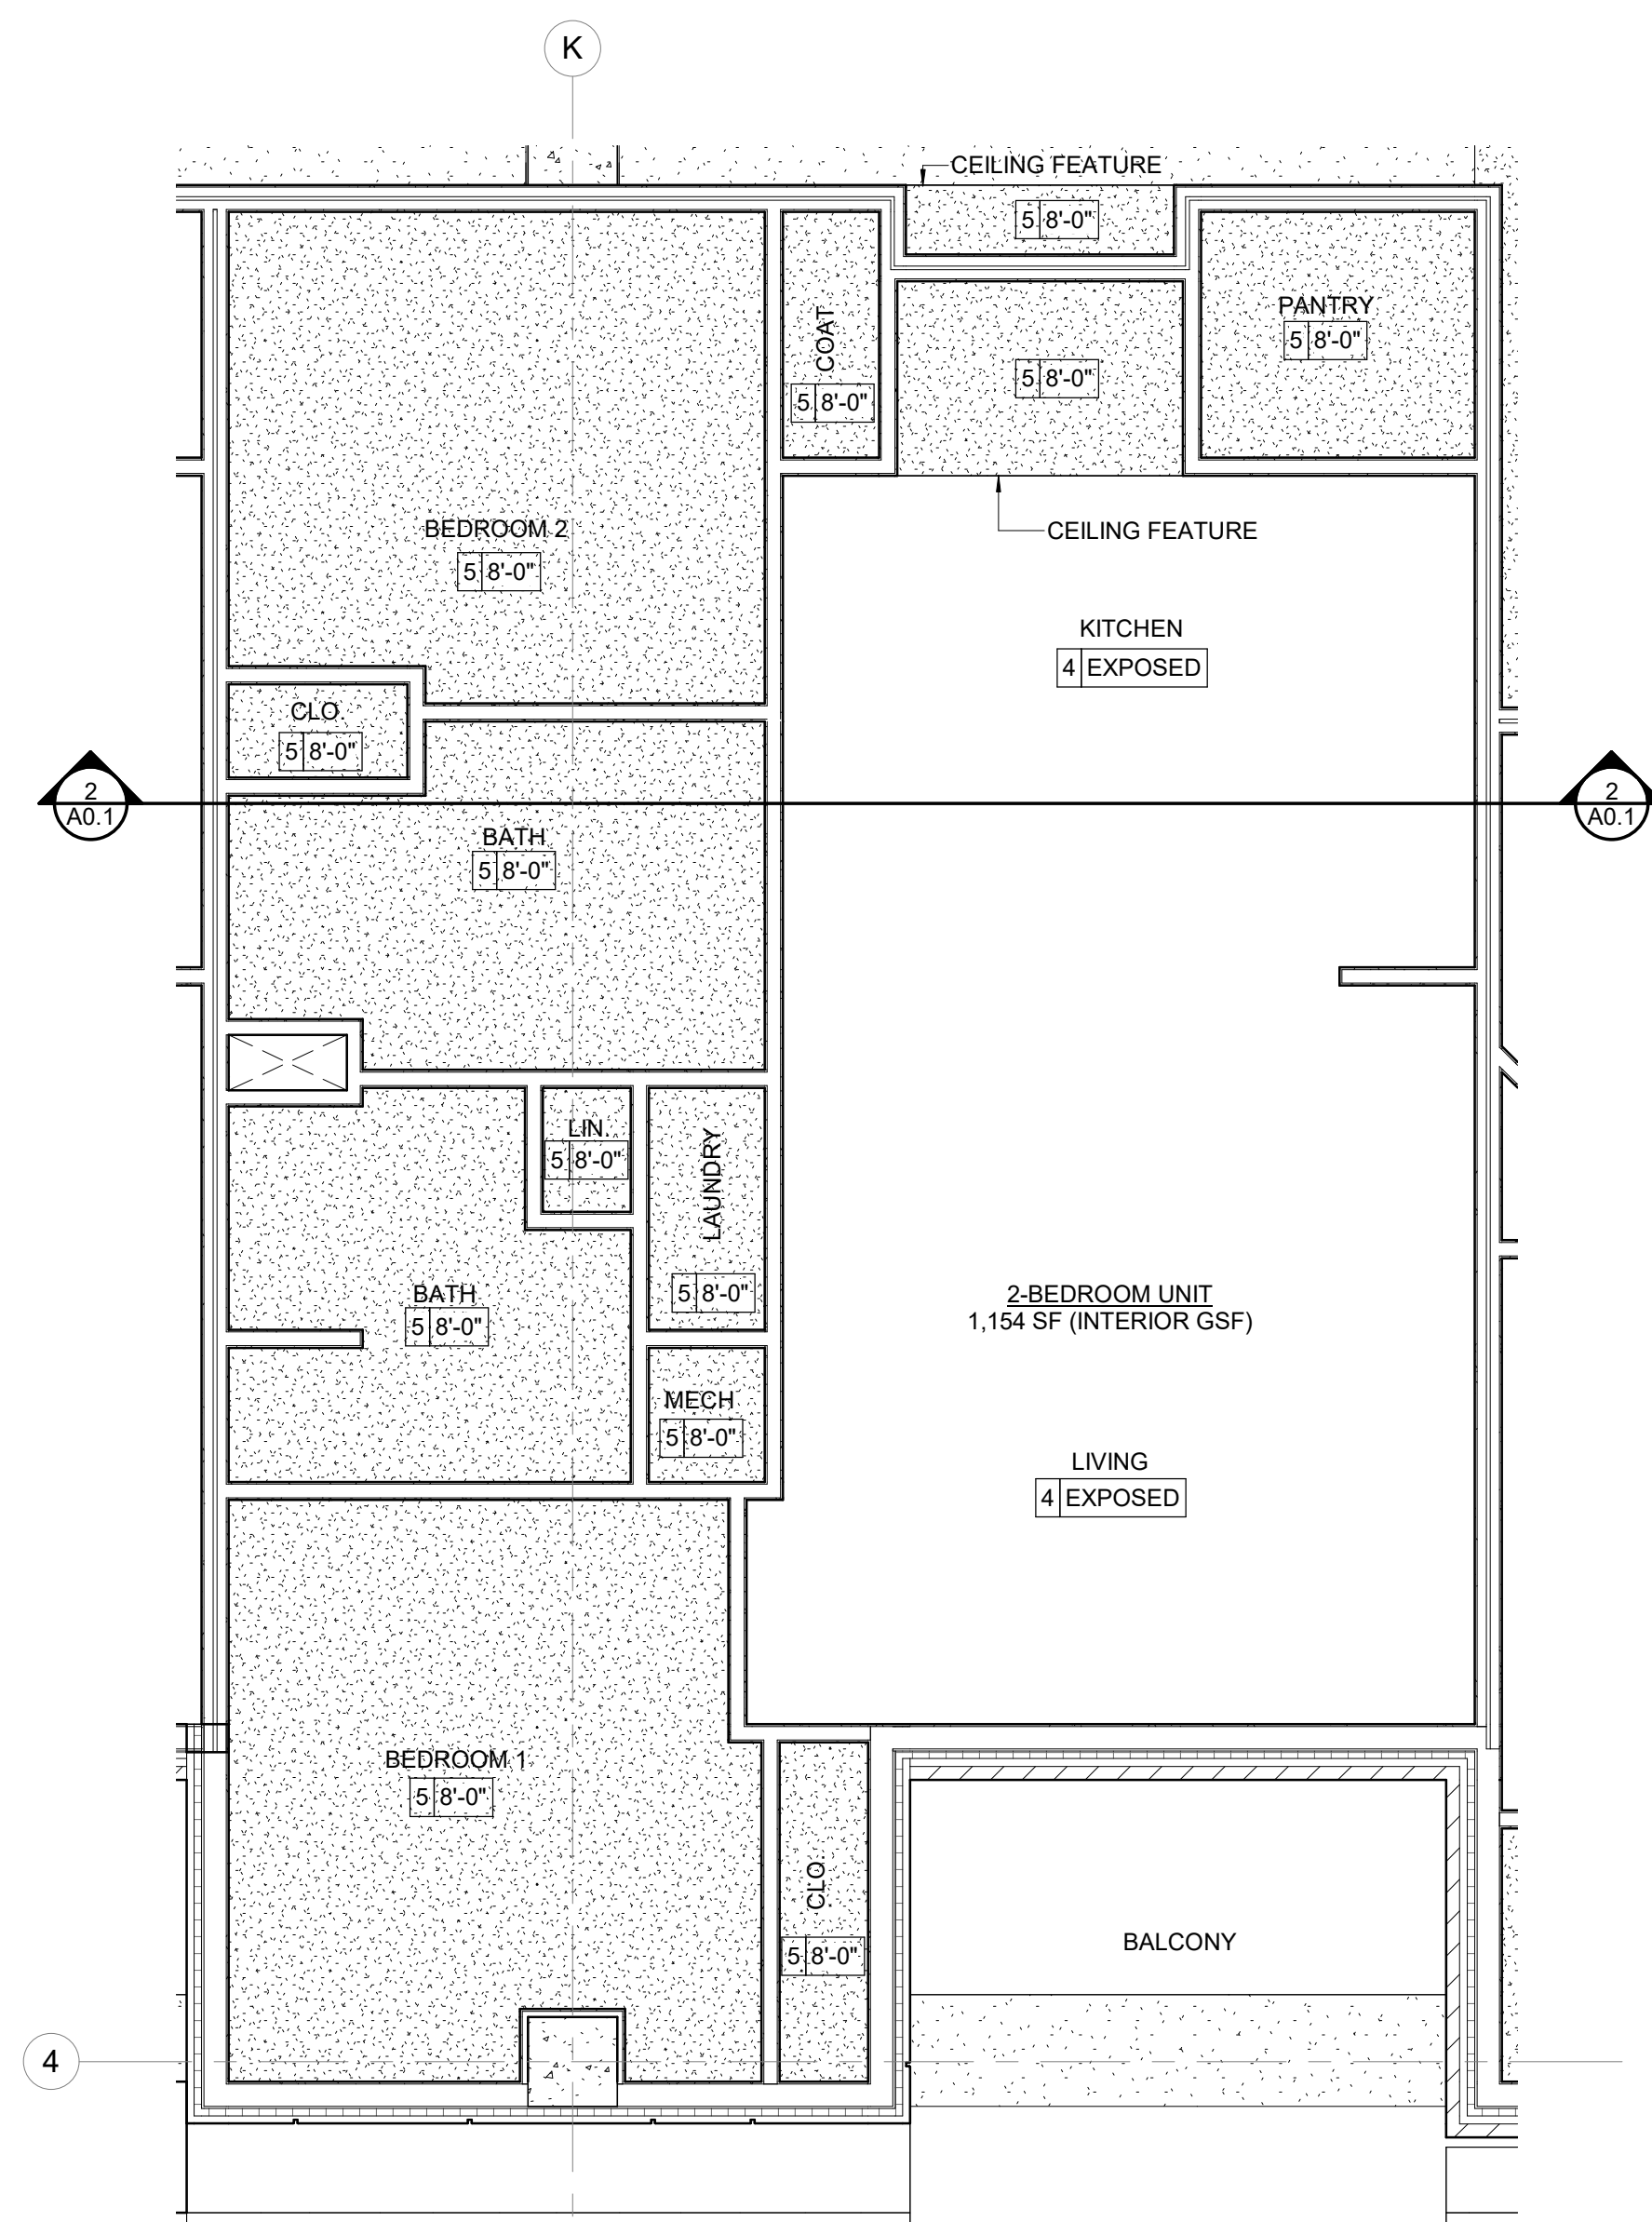 K
CEILING FEATURE
5 8'-0"
COAT
5 8'-0"
5 8'-0"
PANTRY
5 8'-0"
CEILING FEATURE
BEDROOM 2
5 8'-0"
KITCHEN
4 EXPOSED
CLO.
5 8'-0"
2
A0.1
2
A0.1
BATH
5 8'-0"
LIN.
5 8'-0"
LAUNDRY
5 8'-0"
BATH
5 8'-0"
2-BEDROOM UNIT
1,154 SF (INTERIOR GSF)
MECH
5 8'-0"
LIVING
4 EXPOSED
BEDROOM 1
5 8'-0"
CLO.
5 8'-0"
BALCONY
4